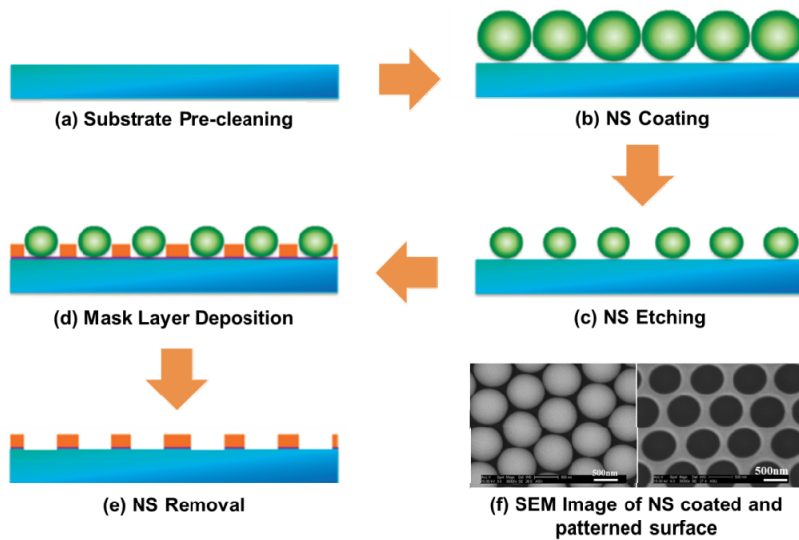 (a) Substrate Pre-cleaning
(b) NS Coating
(d) Mask Layer Deposition
(c) NS Etching
500nm
500nm
(e) NS Removal
(f) SEM Image of NS coated and
patterned surface